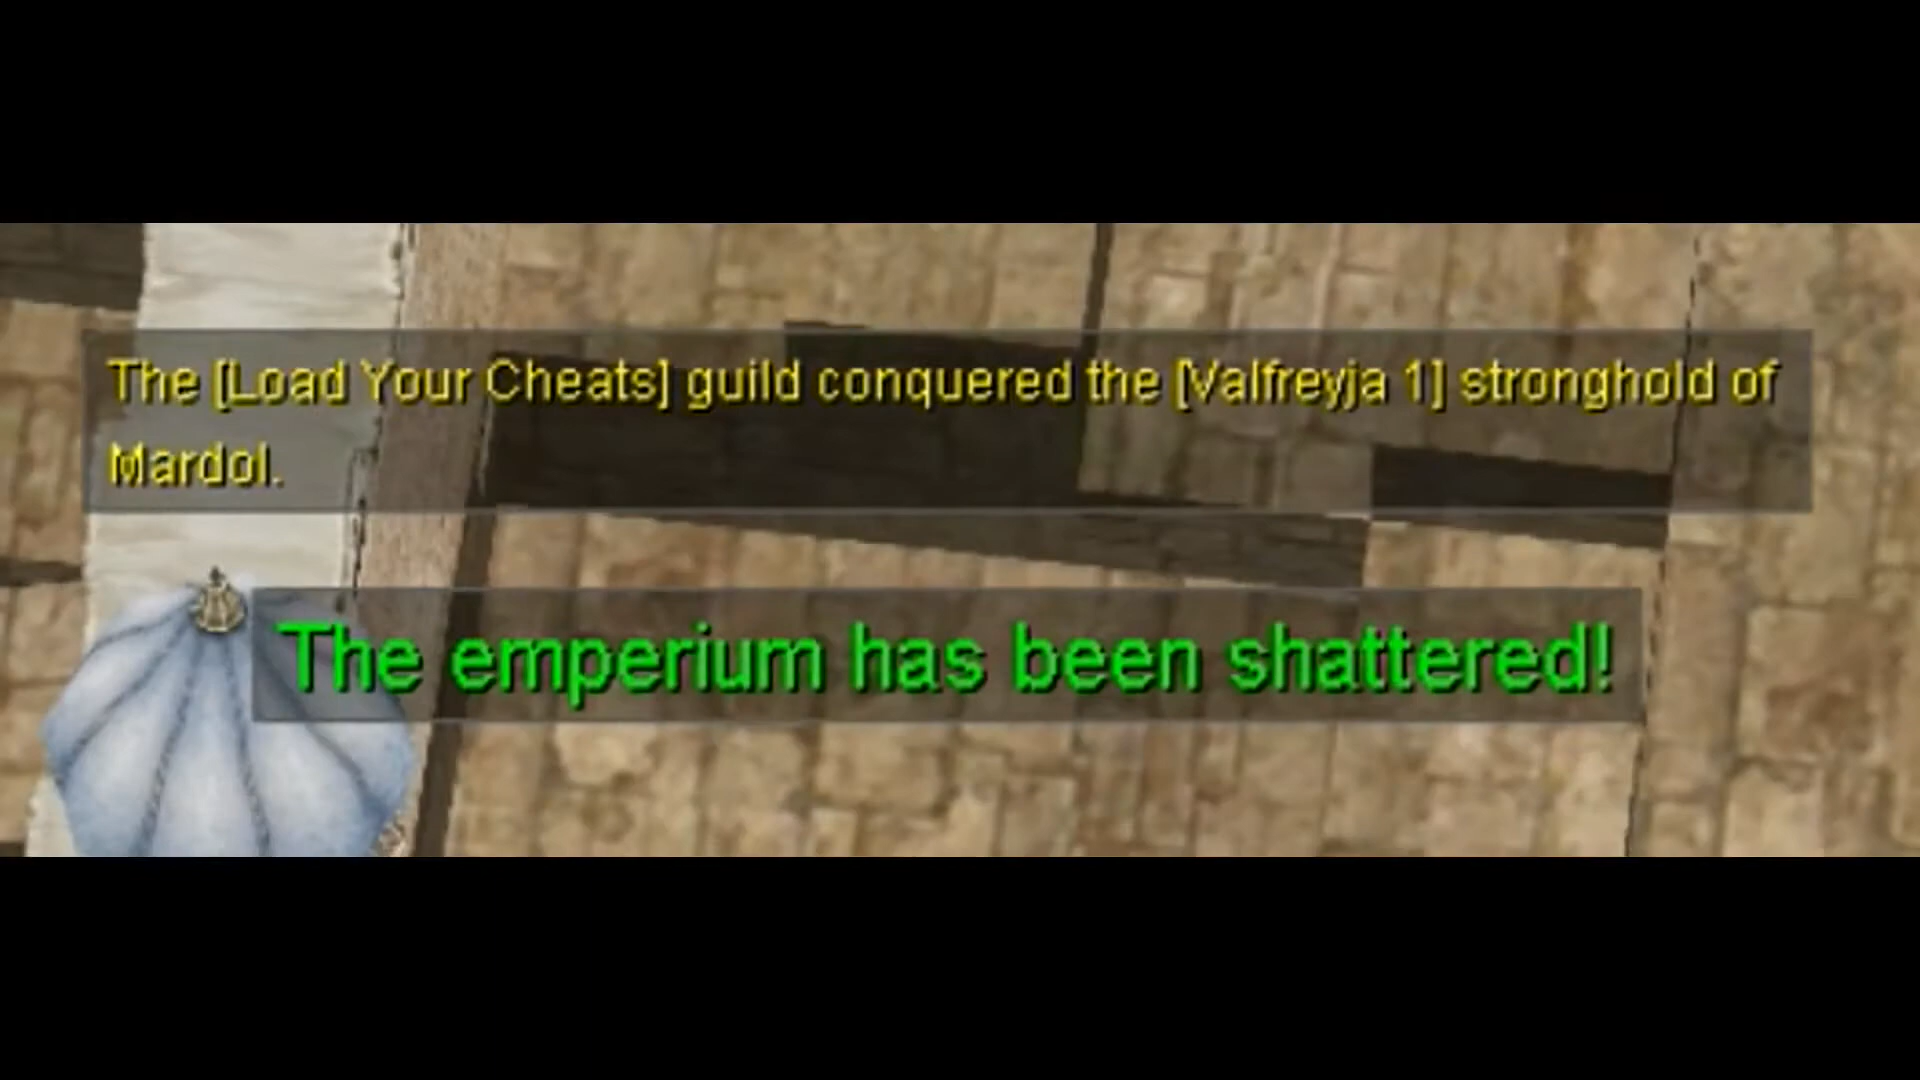 The [Load Your Cheats] guild conquered the [Valfreyja 1] stronghold of
Mardol.
The emperium has been shattered!